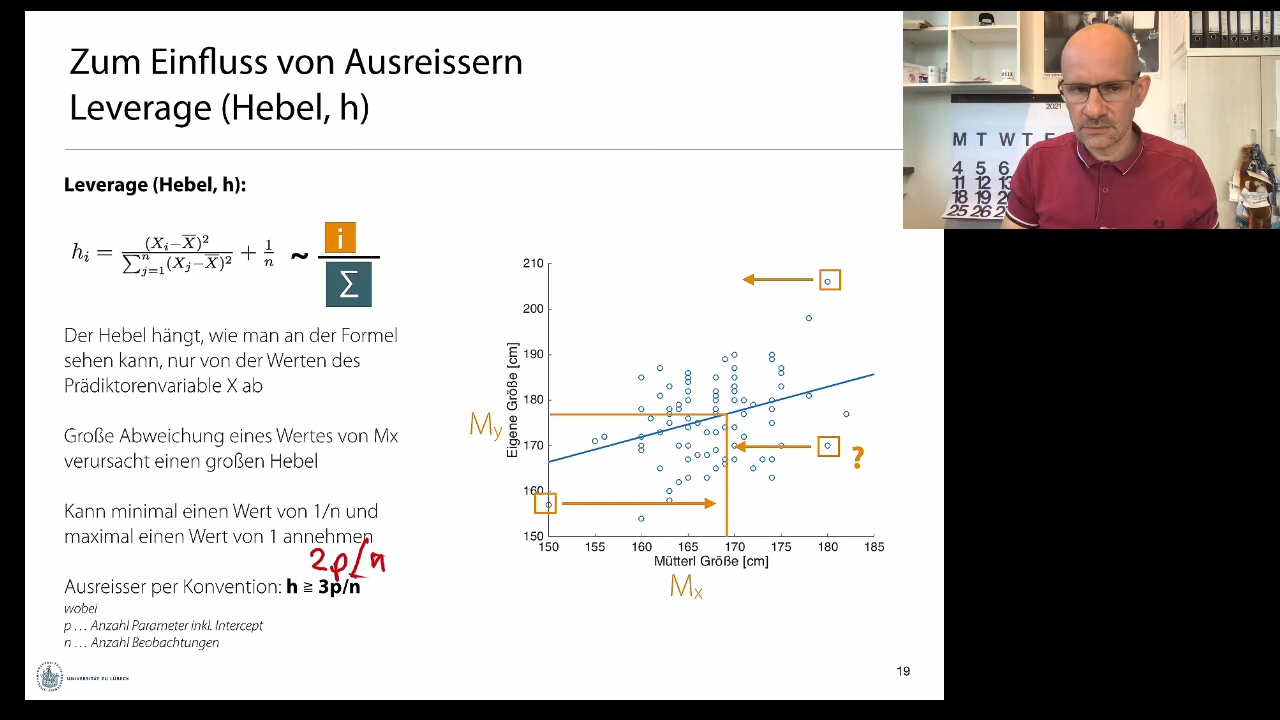 Zum Einfluss von Ausreissern
Leverage (Hebel, h)
Leverage (Hebel, h):
h_i = (X_i−X̅)² / ∑_{j=1}^{n}(X_j−X̅)² + 1/n ~ i / ∑
Der Hebel hängt, wie man an der Formel
sehen kann, nur von der Werten des
Prädiktorenvariable X ab
Große Abweichung eines Wertes von Mx
verursacht einen großen Hebel
Kann minimal einen Wert von 1/n und
maximal einen Wert von 1 annehmen
2p/n
Ausreisser per Konvention: h ≧ 3p/n
wobei
p … Anzahl Parameter inkl. Intercept
n … Anzahl Beobachtungen
UNIVERSITÄT ZU LÜBECK
210
200
190
180
170
160
150
Eigene Größe [cm]
My
?
150 155 160 165 170 175 180 185
Mütterl Größe [cm]
Mx
19
2021
M T W T F
4 5 6
11 12 13
18 19 20
25 26 27